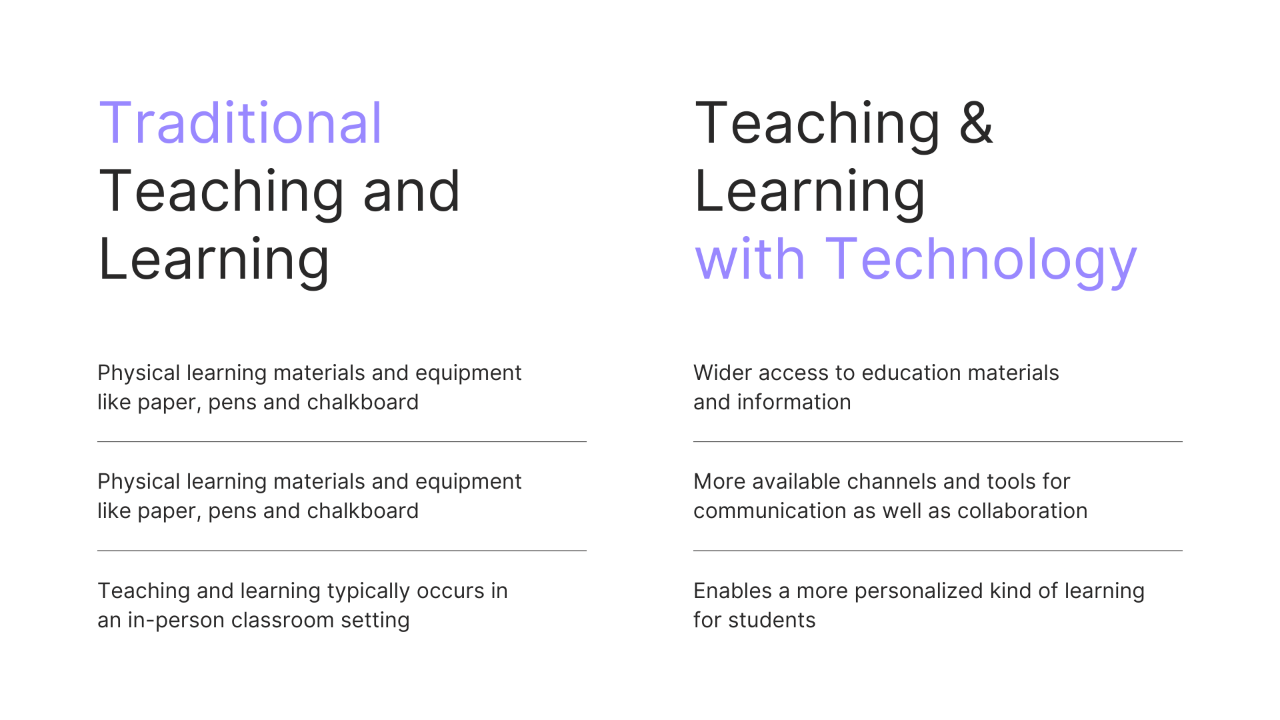 Traditional
Teaching and
Learning
Physical learning materials and equipment
like paper, pens and chalkboard
Physical learning materials and equipment
like paper, pens and chalkboard
Teaching and learning typically occurs in
an in-person classroom setting
Teaching &
Learning
with Technology
Wider access to education materials
and information
More available channels and tools for
communication as well as collaboration
Enables a more personalized kind of learning
for students